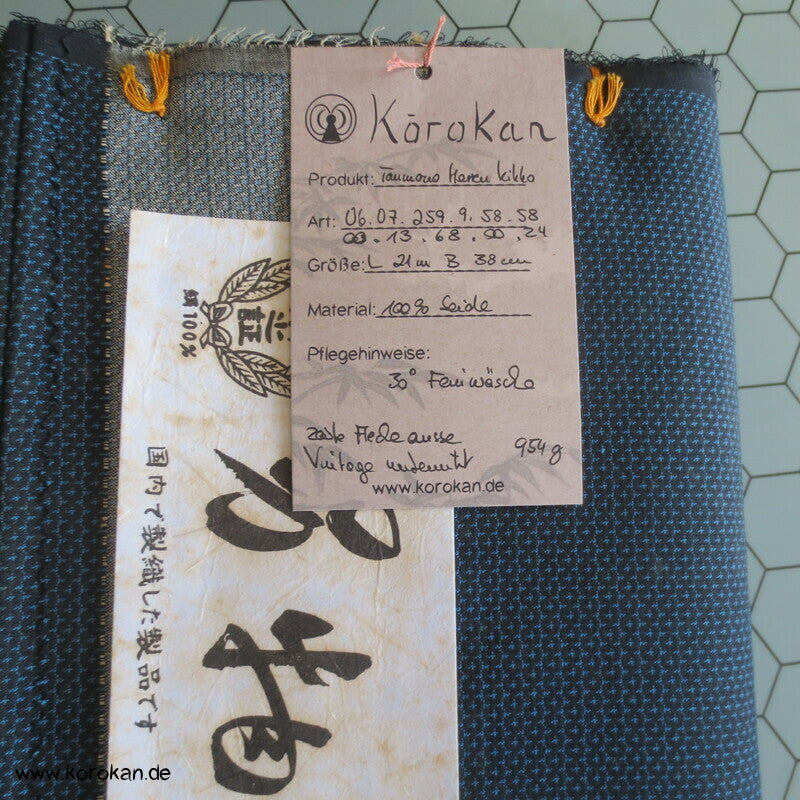 KōroKan
Produkt: Tanmono Herren Kikko
Art: 06.07.259.9.58.58
00.13.68.00.24
Größe: L 21m B 38cm
Material: 100% Seide
Pflegehinweise:
30° Feinwäsche
954g
Vintage
www.korokan.de
証
絹100%
国内で製織した製品です
www.korokan.de